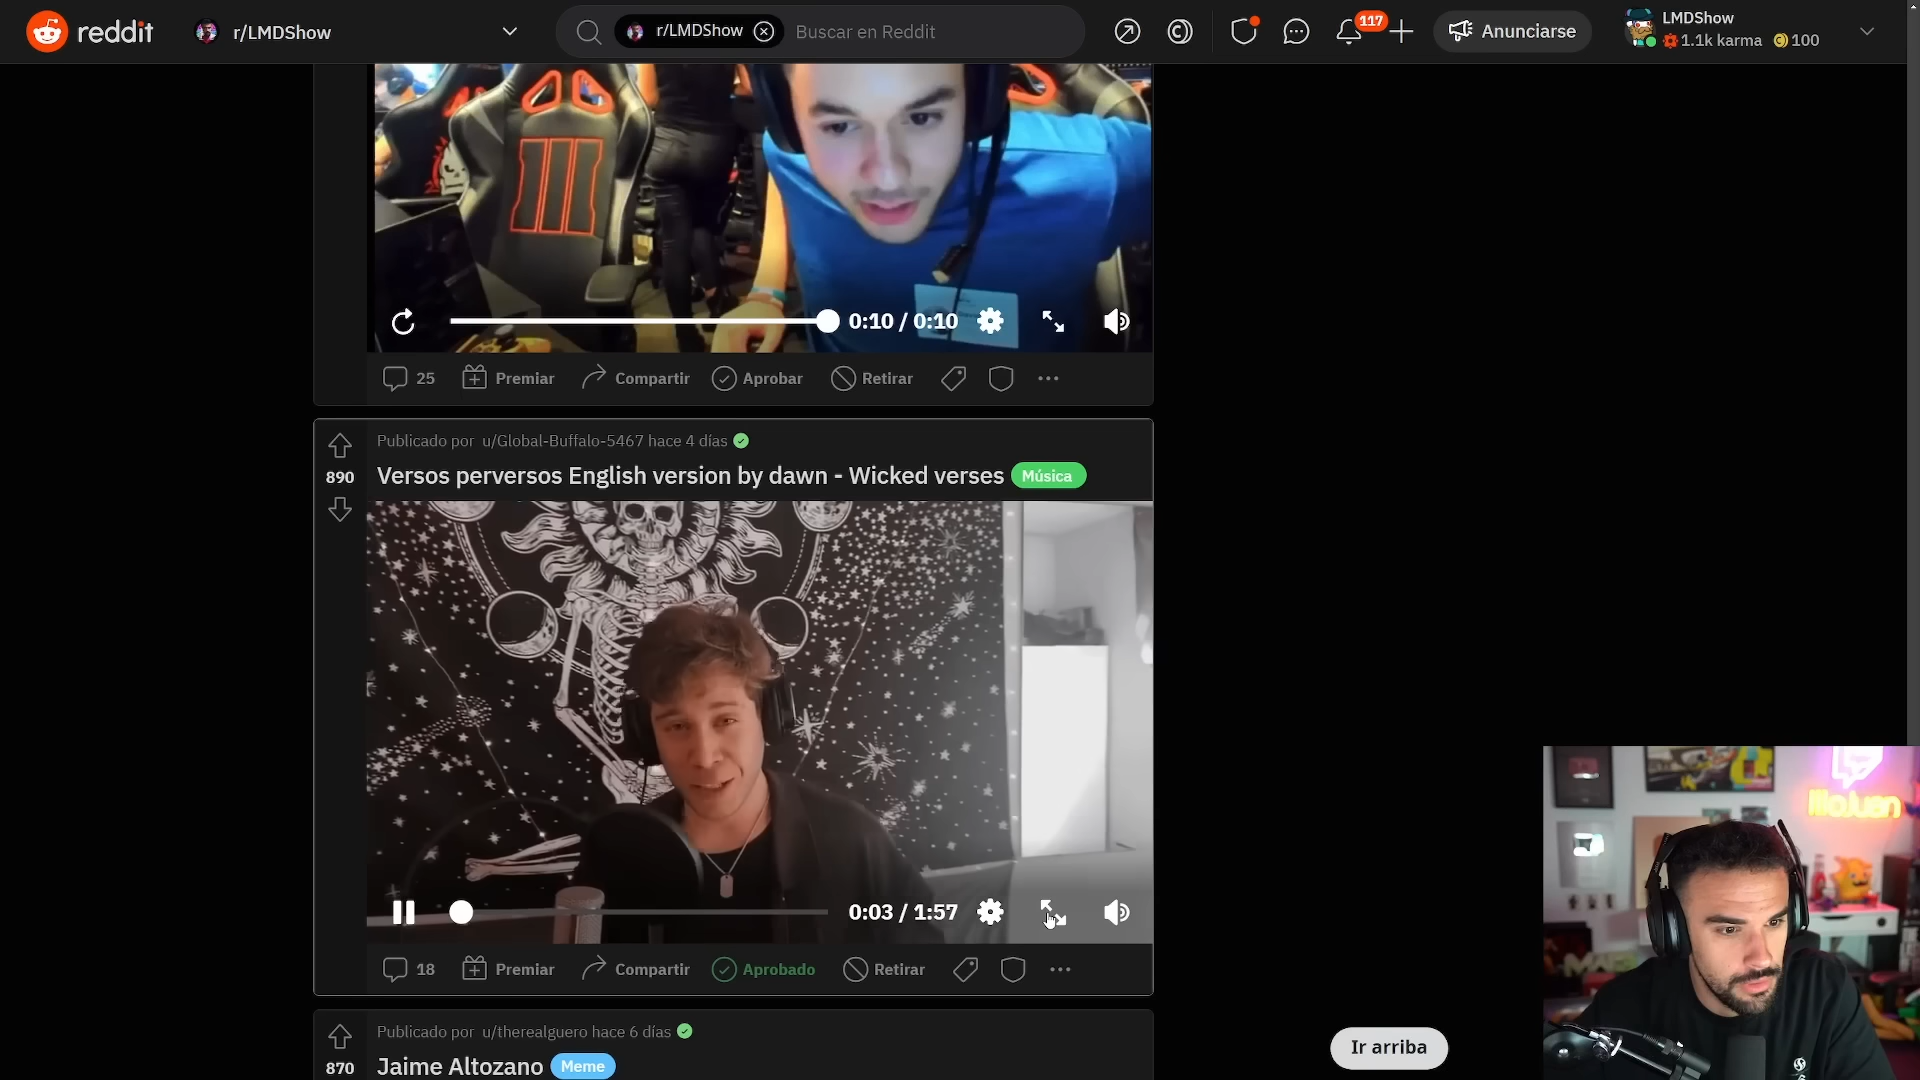 reddit
r/LMDShow
r/LMDShow
Buscar en Reddit
117
Anunciarse
LMDShow
1.1k karma
100
0:10 / 0:10
25
Premiar
Compartir
Aprobar
Retirar
Publicado por u/Global-Buffalo-5467 hace 4 días
890
Versos perversos English version by dawn - Wicked verses
Música
0:03 / 1:57
18
Premiar
Compartir
Aprobado
Retirar
Publicado por u/therealguero hace 6 días
870
Jaime Altozano
Meme
Ir arriba
IlloJuan